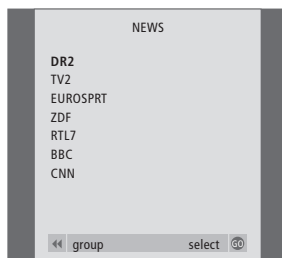 NEWS
DR2
TV2
EUROSPRT
ZDF
RTL7
BBC
CNN
group select GO